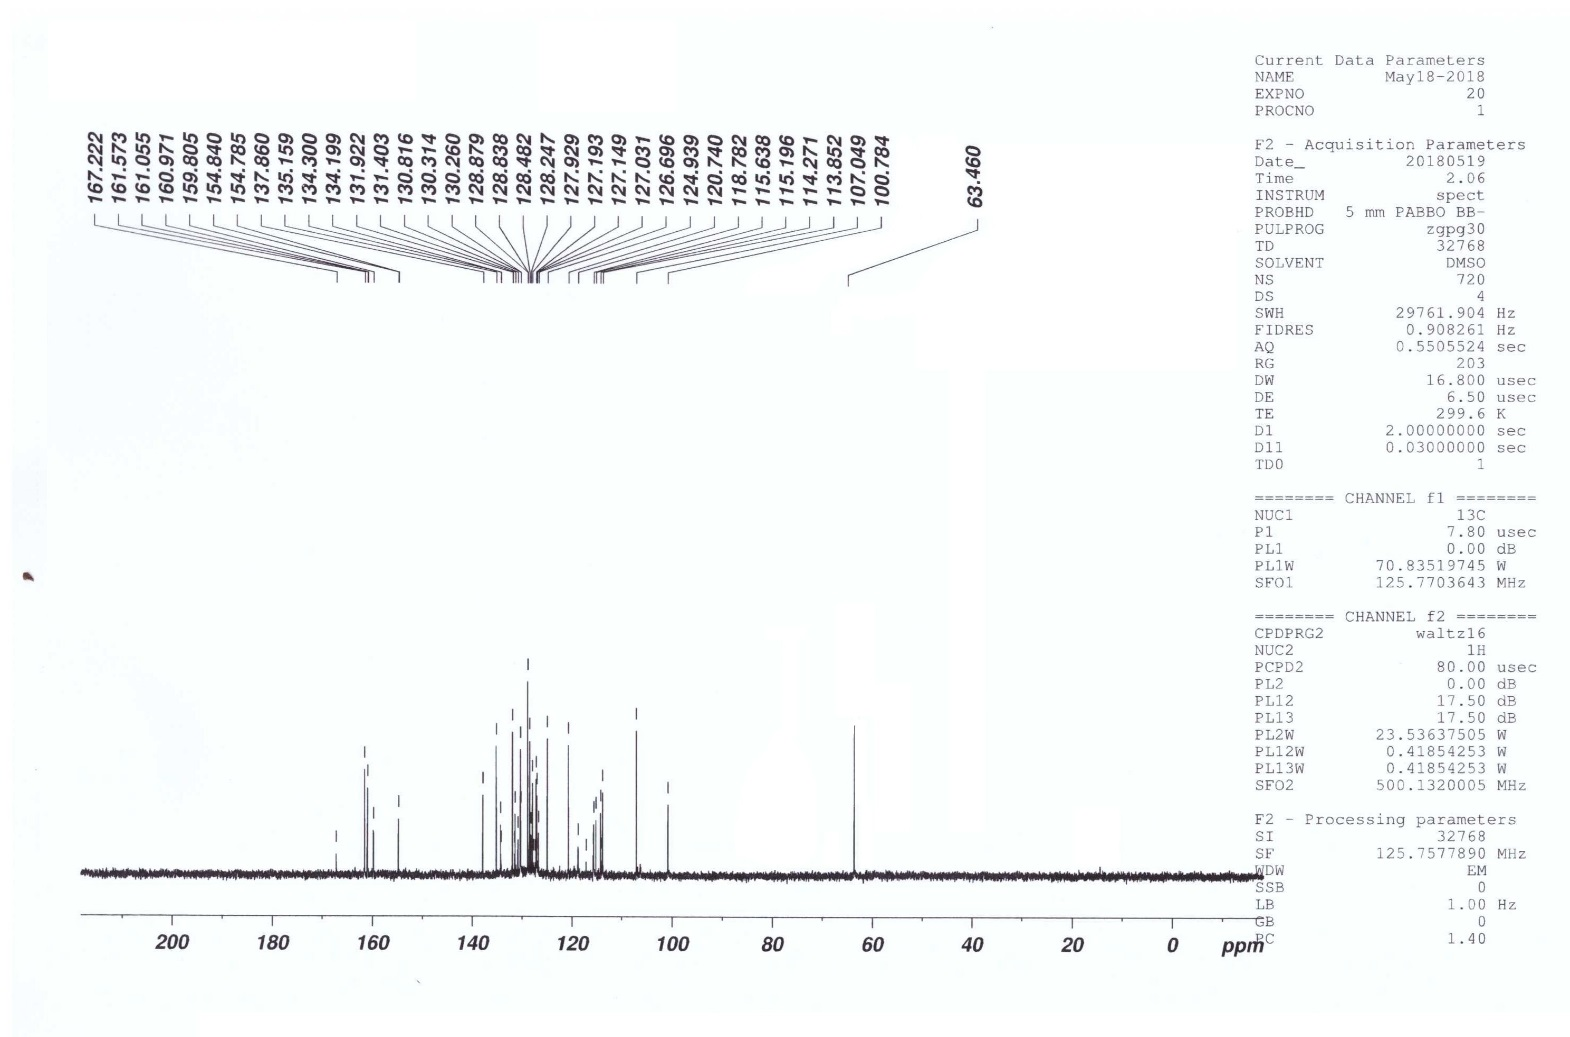 167.222
161.573
161.055
160.971
159.805
154.840
154.785
137.860
135.159
134.300
134.199
131.922
131.403
130.816
130.314
130.260
128.879
128.838
128.482
128.247
127.929
127.193
127.149
127.031
126.696
124.939
120.740
118.782
115.638
115.196
114.271
113.852
107.049
100.784
63.460
200 180 160 140 120 100 80 60 40 20 0 ppm
Current Data Parameters
NAME May18-2018
EXPNO 20
PROCNO 1
F2 - Acquisition Parameters
Date_ 20180519
Time 2.06
INSTRUM spect
PROBHD 5 mm PABBO BB-
PULPROG zgpg30
TD 32768
SOLVENT DMSO
NS 720
DS 4
SWH 29761.904 Hz
FIDRES 0.908261 Hz
AQ 0.5505524 sec
RG 203
DW 16.800 usec
DE 6.50 usec
TE 299.6 K
D1 2.00000000 sec
D11 0.03000000 sec
TD0 1
======== CHANNEL f1 ========
NUC1 13C
P1 7.80 usec
PL1 0.00 dB
PL1W 70.83519745 W
SFO1 125.7703643 MHz
======== CHANNEL f2 ========
CPDPRG2 waltz16
NUC2 1H
PCPD2 80.00 usec
PL2 0.00 dB
PL12 17.50 dB
PL13 17.50 dB
PL2W 23.53637505 W
PL12W 0.41854253 W
PL13W 0.41854253 W
SFO2 500.1320005 MHz
F2 - Processing parameters
SI 32768
SF 125.7577890 MHz
WDW EM
SSB 0
LB 1.00 Hz
GB 0
PC 1.40